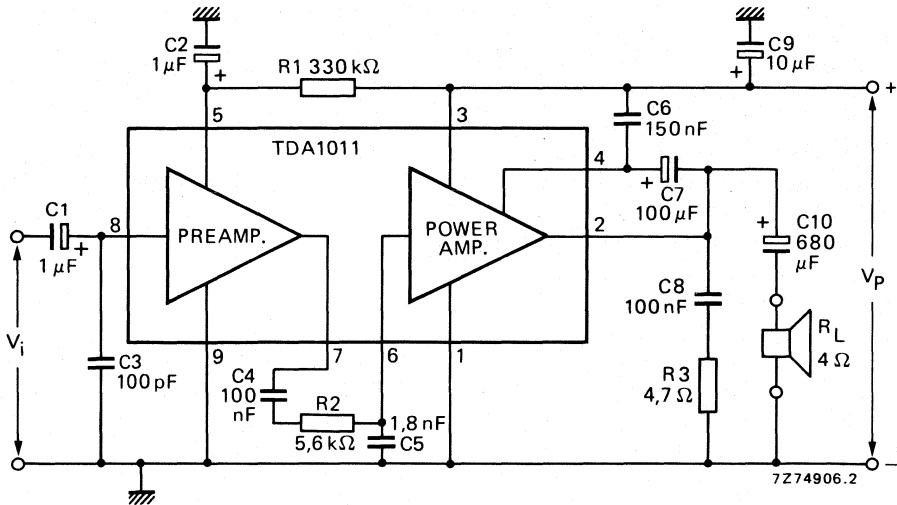 C2
1 µF
+
R1 330 kΩ
C9
10 µF
+
+
5
3
C6
150 nF
TDA1011
4
+
C7
100 µF
C1
+
1 µF
8
PREAMP.
POWER
AMP.
2
+
C10
680
µF
Vi
VP
C8
100 nF
RL
4 Ω
C3
100 pF
9
7
6
1
C4
100
nF
R2
5,6 kΩ
1,8 nF
C5
R3
4,7 Ω
7Z74906.2
−